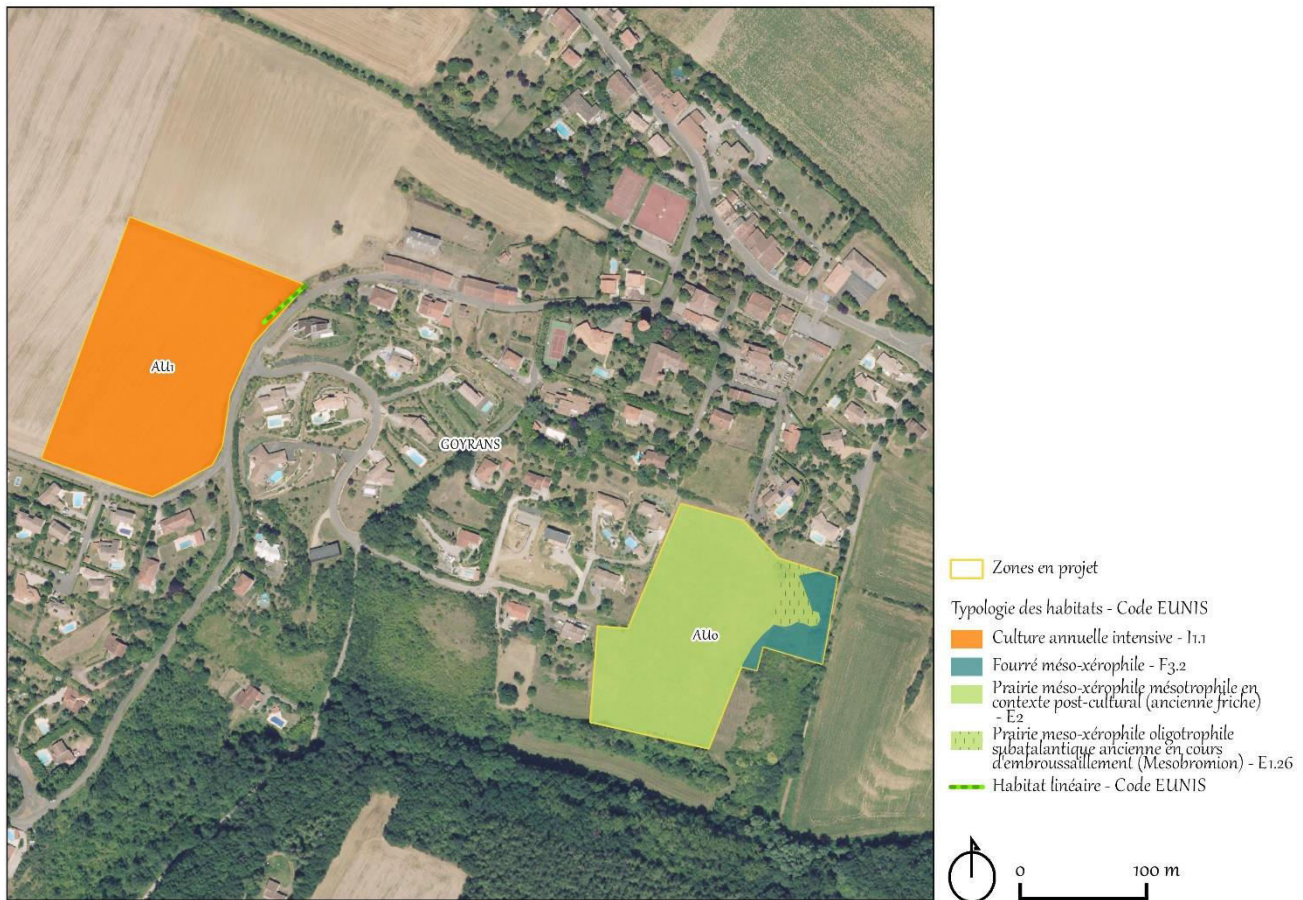 AU1
GOYRANS
AU0
Zones en projet
Typologie des habitats - Code EUNIS
Culture annuelle intensive - I1.1
Fourré méso-xérophile - F3.2
Prairie méso-xérophile mésotrophile en
contexte post-cultural (ancienne friche)
- E2
Prairie meso-xérophile oligotrophile
subatalantique ancienne en cours
d'embroussaillement (Mesobromion) - E1.26
Habitat linéaire - Code EUNIS
0 100 m